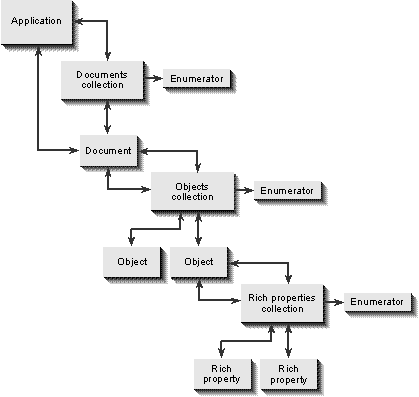 Application
Documents
collection
Enumerator
Document
Objects
collection
Enumerator
Object
Object
Rich properties
collection
Enumerator
Rich
property
Rich
property